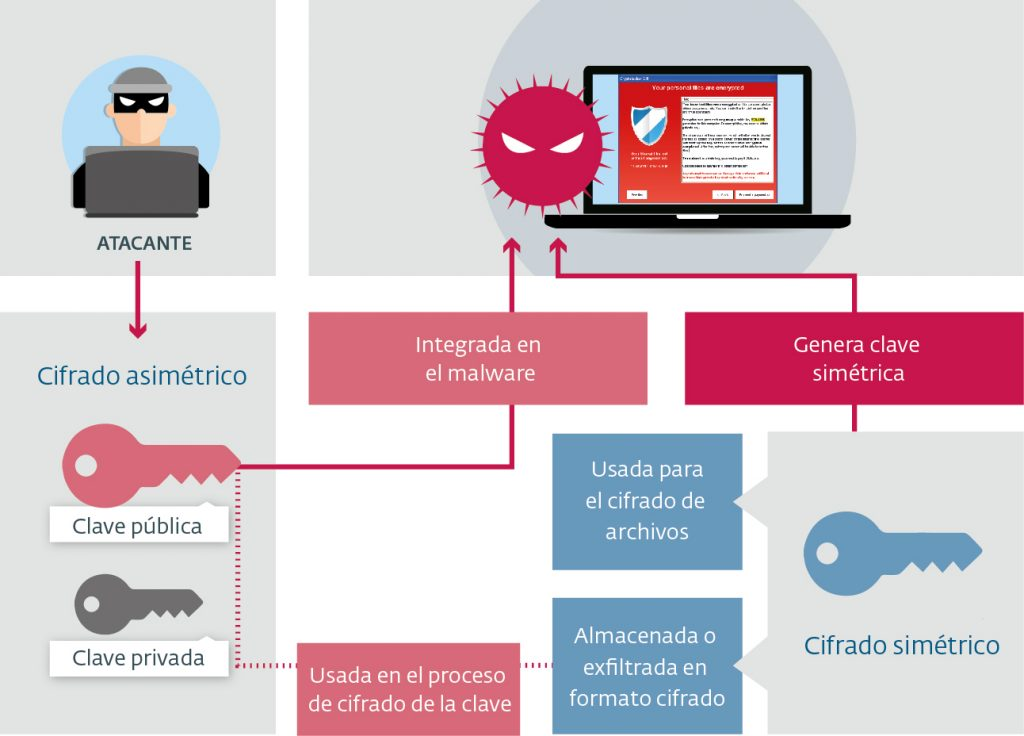 ATACANTE
Your personal files are encrypted
Cifrado asimétrico
Integrada en
el malware
Genera clave
simétrica
Clave pública
Usada para
el cifrado de
archivos
Clave privada
Almacenada o
exfiltrada en
formato cifrado
Cifrado simétrico
Usada en el proceso
de cifrado de la clave